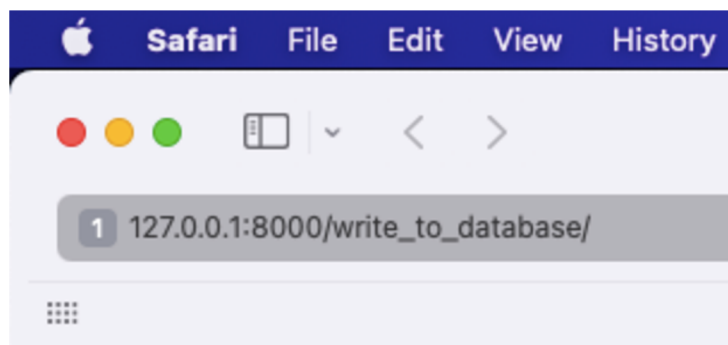 Safari File Edit View History
1 127.0.0.1:8000/write_to_database/